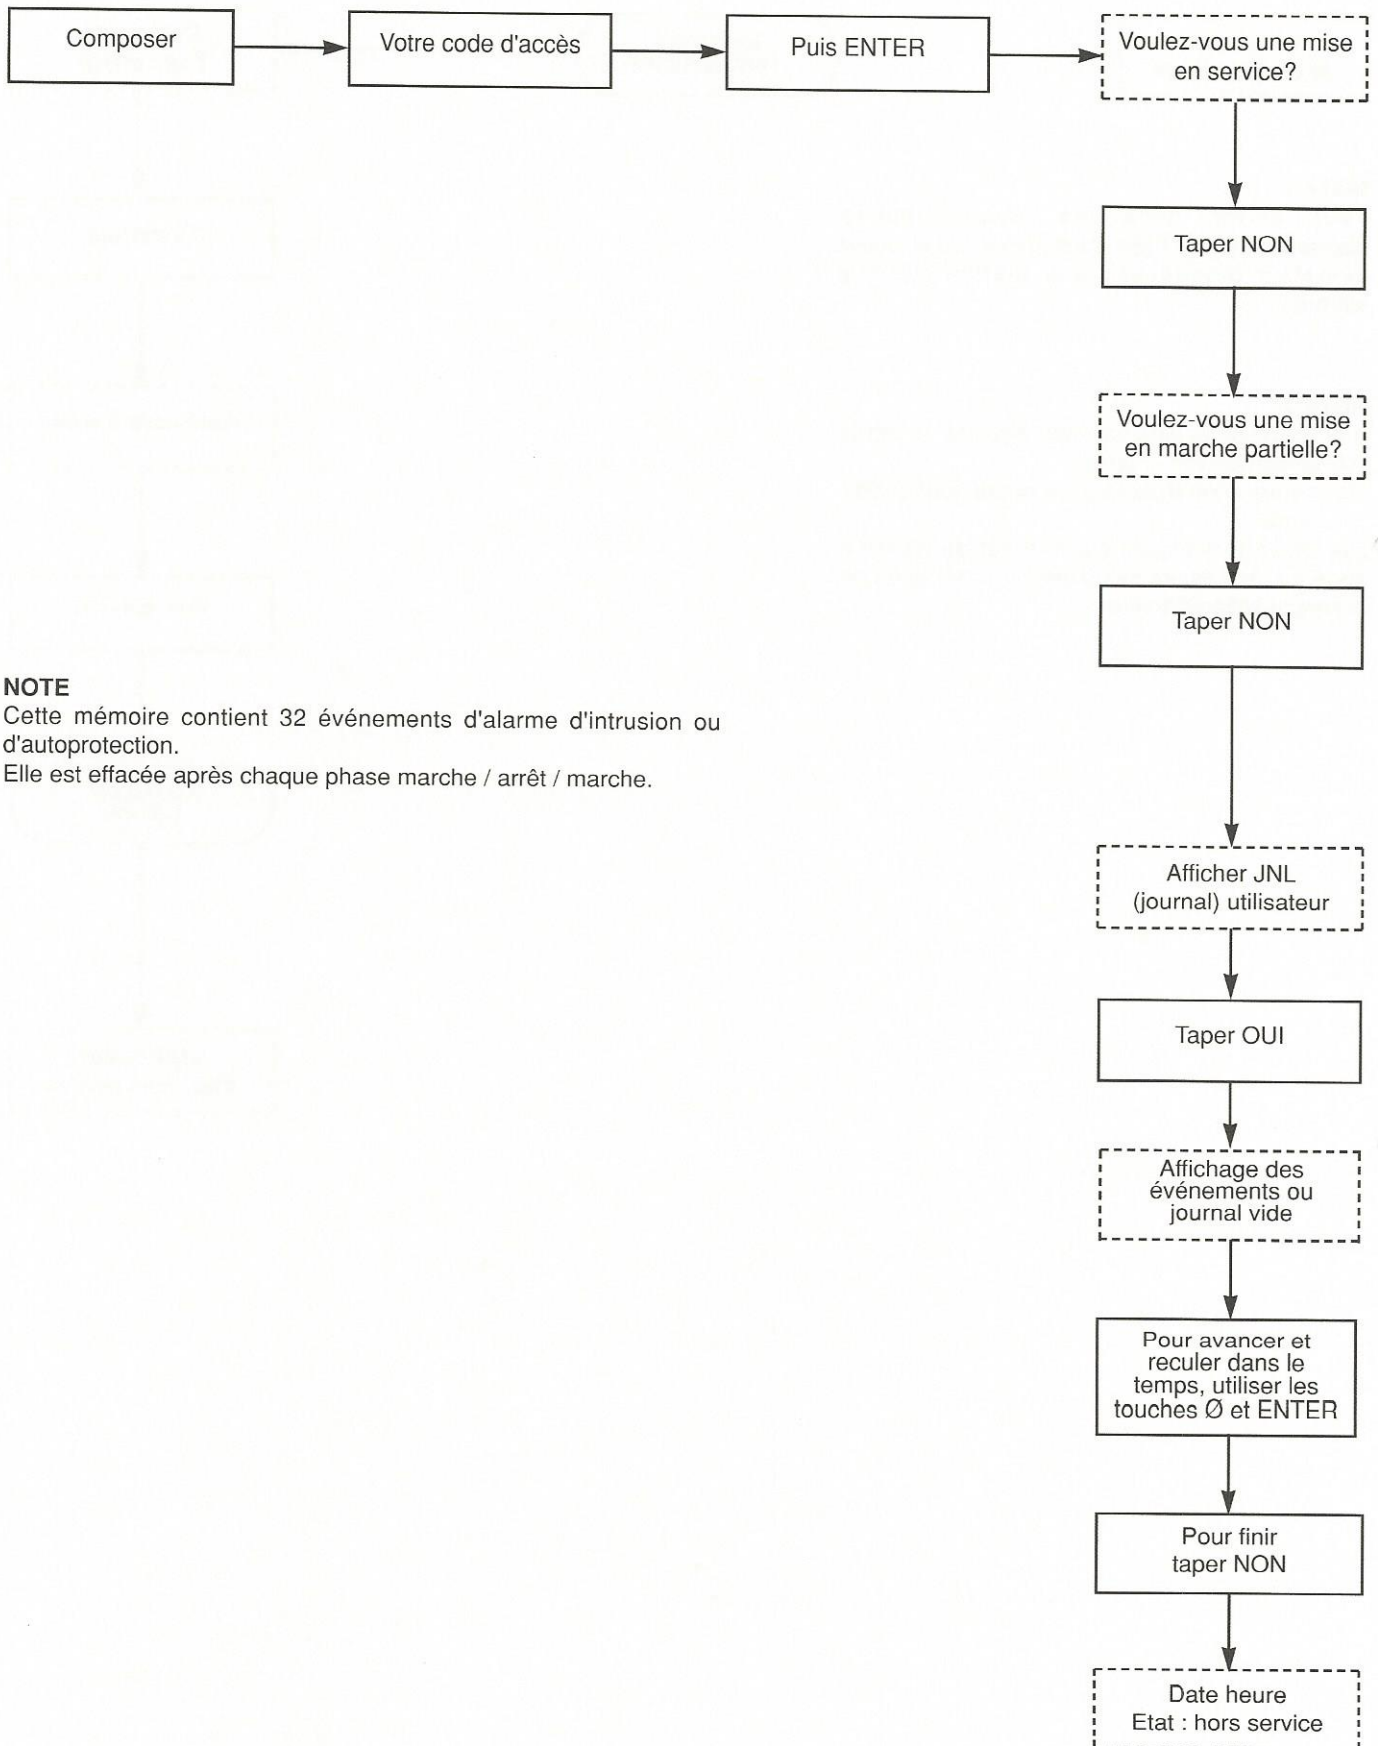 Composer
Votre code d'accès
Puis ENTER
Voulez-vous une mise
en service?
Taper NON
Voulez-vous une mise
en marche partielle?
Taper NON
NOTE
Cette mémoire contient 32 événements d'alarme d'intrusion ou
d'autoprotection.
Elle est effacée après chaque phase marche / arrêt / marche.
Afficher JNL
(journal) utilisateur
Taper OUI
Affichage des
événements ou
journal vide
Pour avancer et
reculer dans le
temps, utiliser les
touches Ø et ENTER
Pour finir
taper NON
Date heure
Etat : hors service